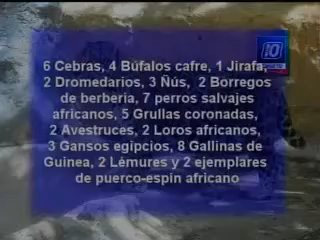 10
6 Cebras, 4 Búfalos cafre, 1 Jirafa,
2 Dromedarios, 3 Ñús, 2 Borregos
de berbería, 7 perros salvajes
africanos, 5 Grullas coronadas,
2 Avestruces, 2 Loros africanos,
3 Gansos egipcios, 8 Gallinas de
Guinea, 2 Lémures y 2 ejemplares
de puerco-espín africano